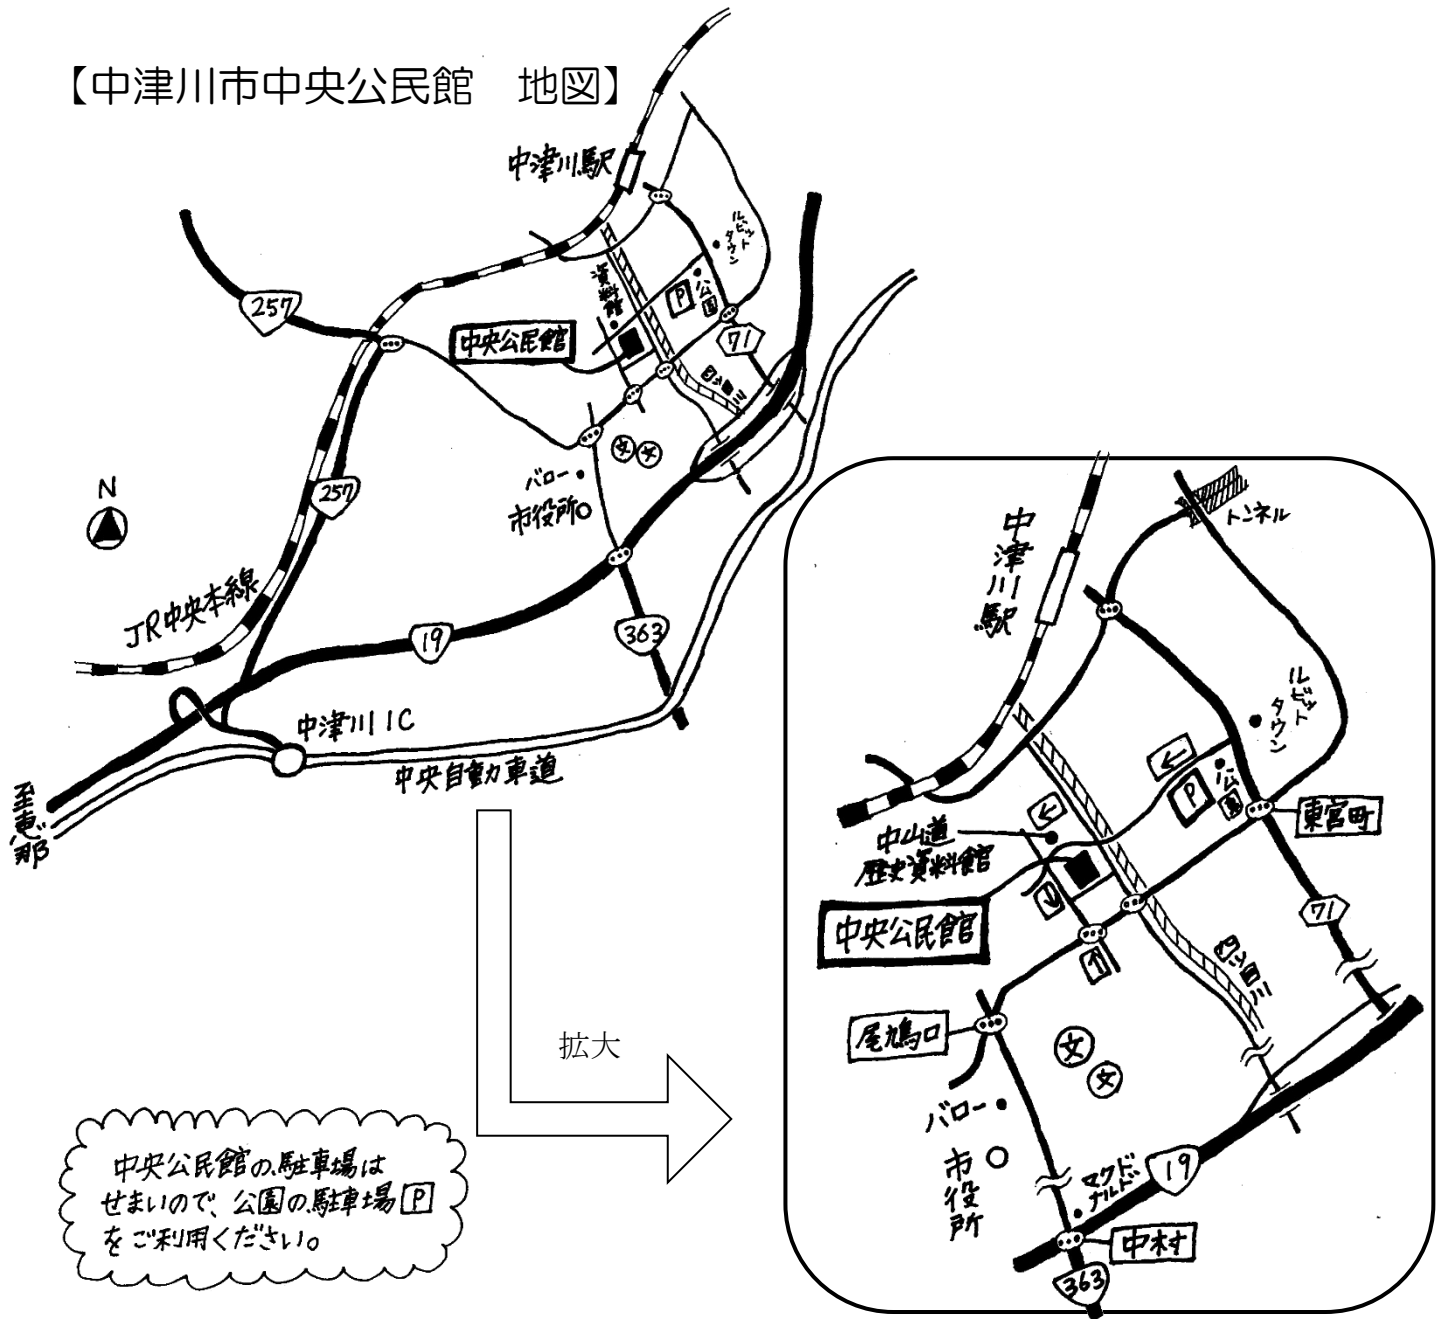 【中津川市中央公民館　地図】
中津川駅
ルビット
タウン
257
資料館
P
公園
中央公民館
71
四ッ目川
文
文
バロー
257
N
市役所
JR中央本線
19
363
中津川IC
中央自動車道
至恵那
拡大
中央公民館の駐車場は
せまいので、公園の駐車場P
をご利用ください。
トンネル
中津川駅
ルビット
タウン
←
P
公園
東宮町
←
中山道
歴史資料館
71
中央公民館
↓
↑
四ッ目川
尾鳩口
文
文
バロー
市役所
マクド
ナルド
19
中村
363